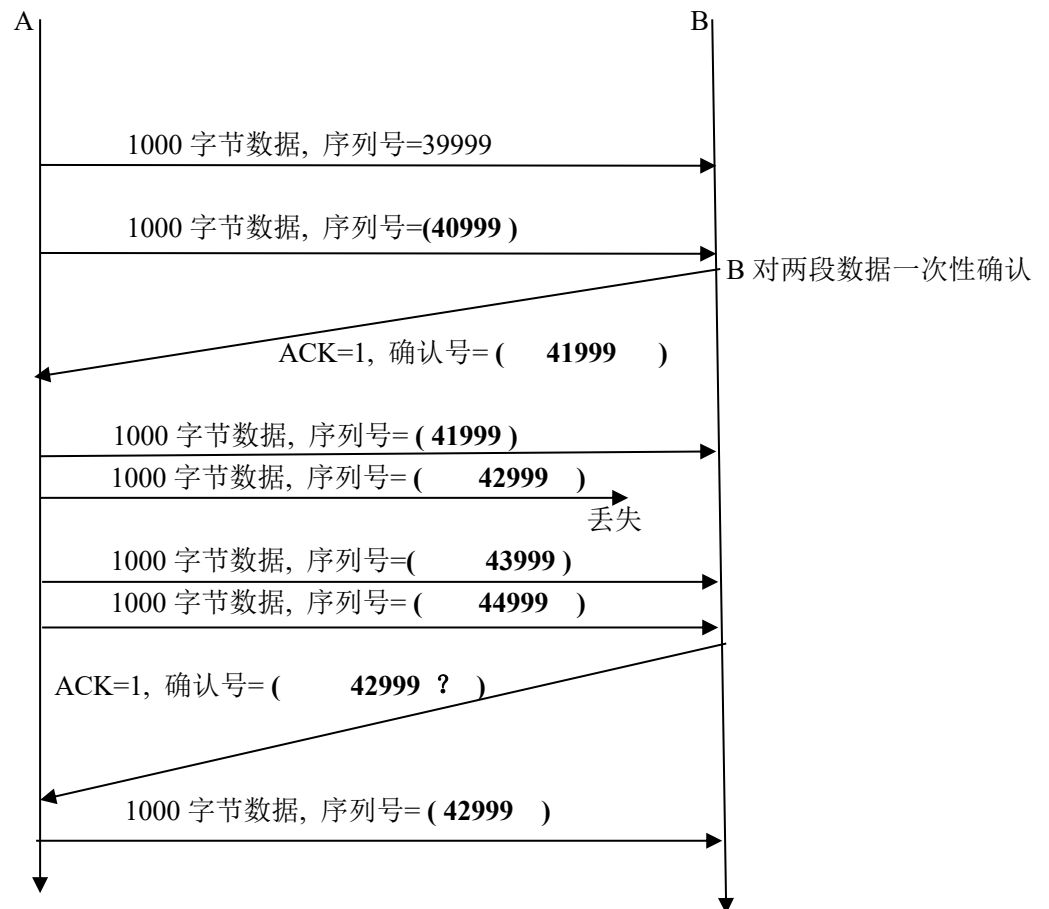 A
B
1000 字节数据, 序列号=39999
1000 字节数据, 序列号=(40999 )
B 对两段数据一次性确认
ACK=1, 确认号= ( 41999 )
1000 字节数据, 序列号= ( 41999 )
1000 字节数据, 序列号= ( 42999 )
丢失
1000 字节数据, 序列号=( 43999 )
1000 字节数据, 序列号= ( 44999 )
ACK=1, 确认号= ( 42999 ? )
1000 字节数据, 序列号= ( 42999 )